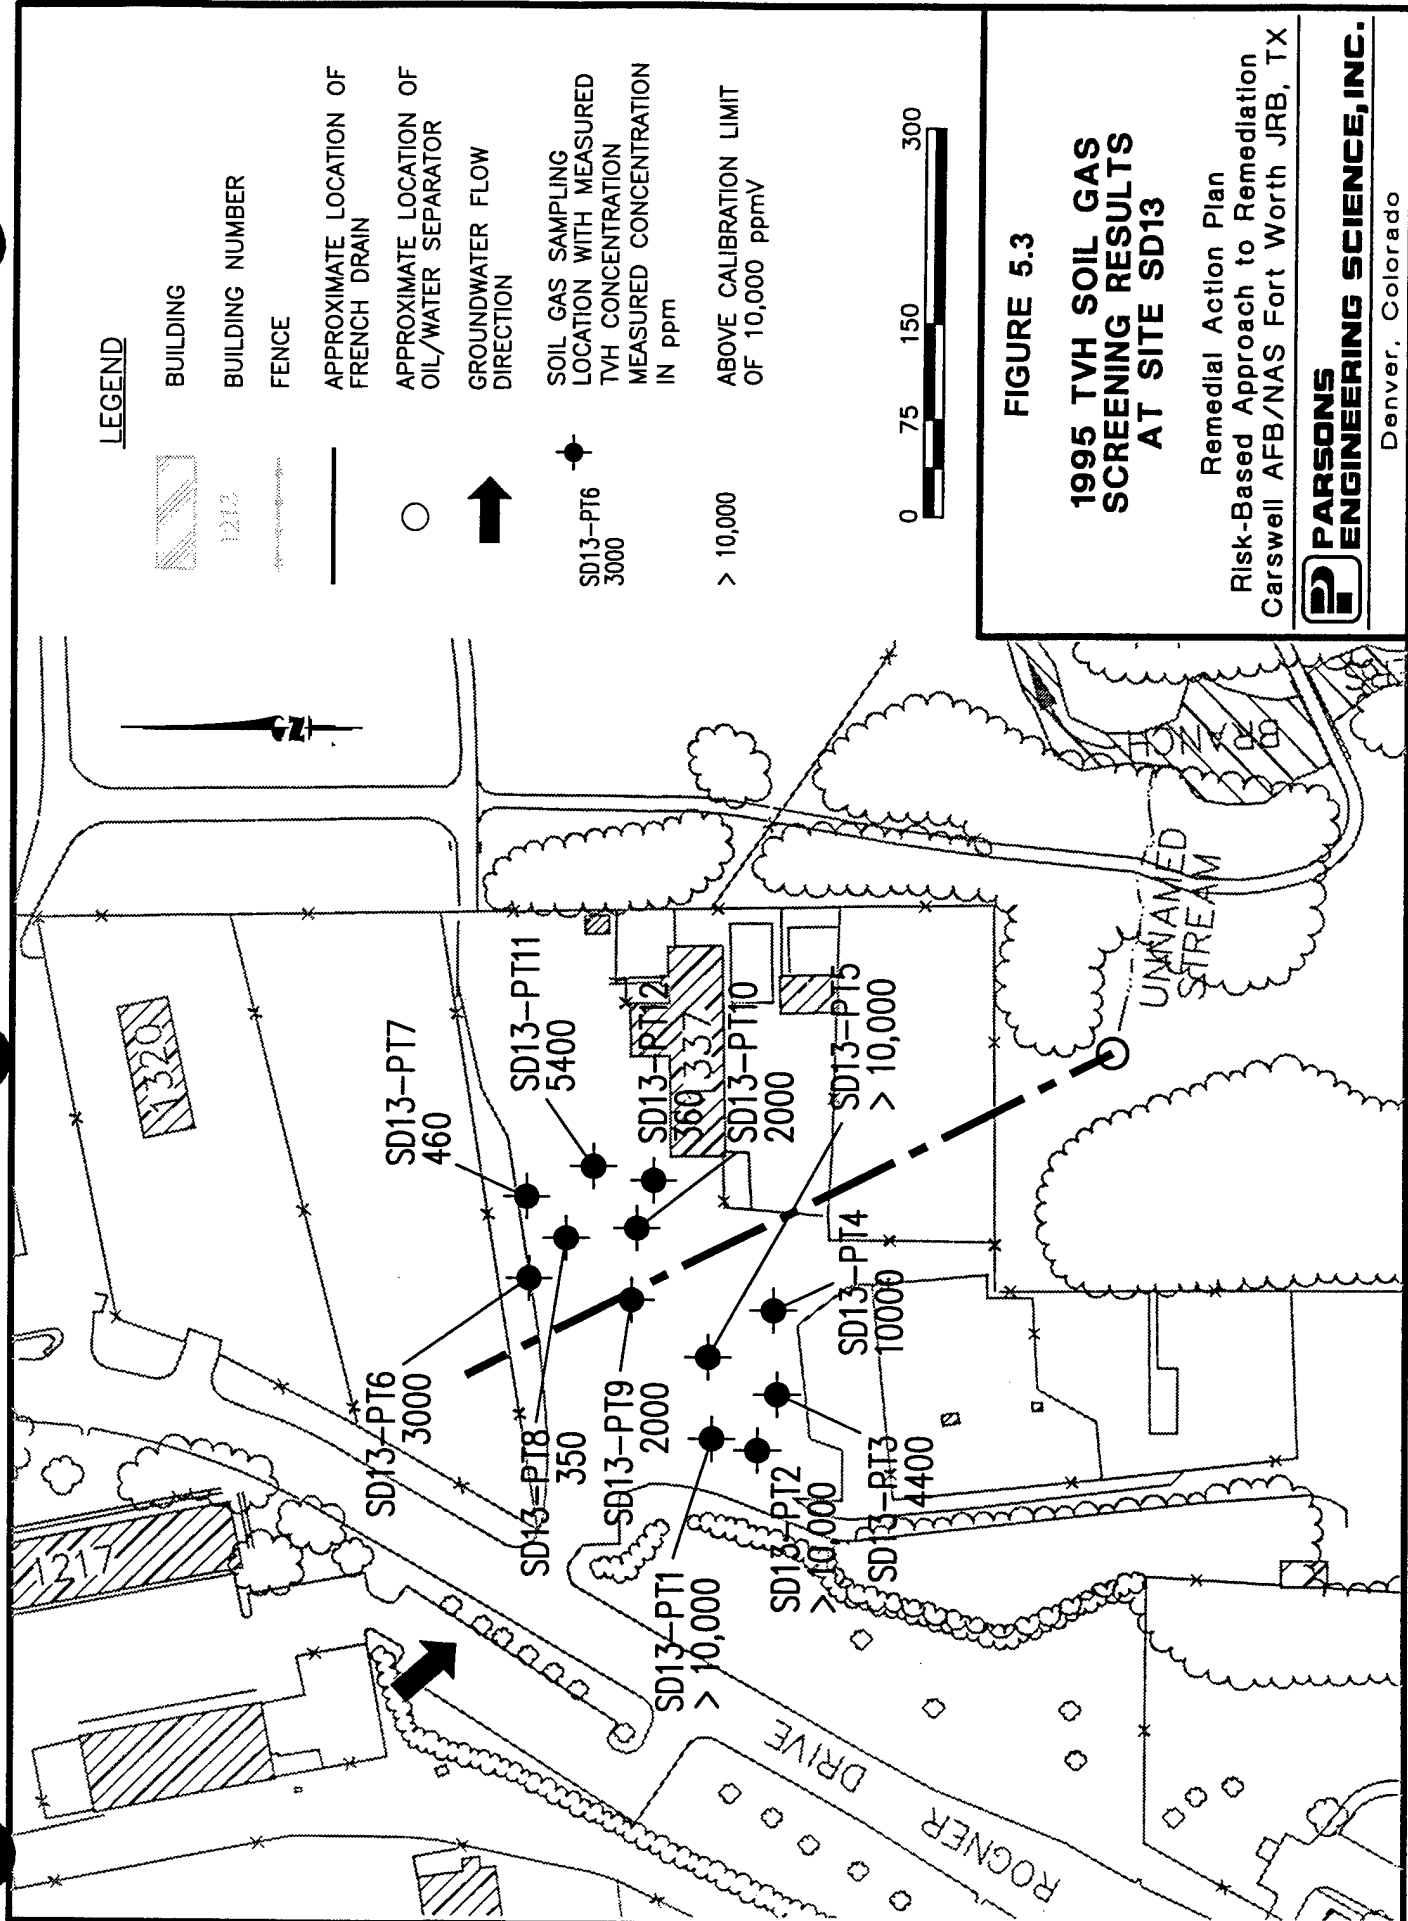 LEGEND
BUILDING
1213
BUILDING NUMBER
FENCE
APPROXIMATE LOCATION OF
FRENCH DRAIN
APPROXIMATE LOCATION OF
OIL/WATER SEPARATOR
GROUNDWATER FLOW
DIRECTION
SD13-PT6
3000
SOIL GAS SAMPLING
LOCATION WITH MEASURED
TVH CONCENTRATION
MEASURED CONCENTRATION
IN ppm
> 10,000
ABOVE CALIBRATION LIMIT
OF 10,000 ppmV
0 75 150 300
FIGURE 5.3
1995 TVH SOIL GAS
SCREENING RESULTS
AT SITE SD13
Remedial Action Plan
Risk-Based Approach to Remediation
Carswell AFB/NAS Fort Worth JRB, TX
PARSONS
ENGINEERING SCIENCE, INC.
Denver, Colorado
N
1320
1217
1337
SD13-PT7
460
SD13-PT11
5400
SD13-PT12
360
SD13-PT10
2000
SD13-PT5
> 10,000
SD13-PT6
3000
SD13-PT8
350
SD13-PT9
2000
SD13-PT4
10000
SD13-PT1
> 10,000
SD13-PT2
> 10,000
SD13-PT3
4400
UNNAMED
STREAM
BRANCH
ROGNER DRIVE